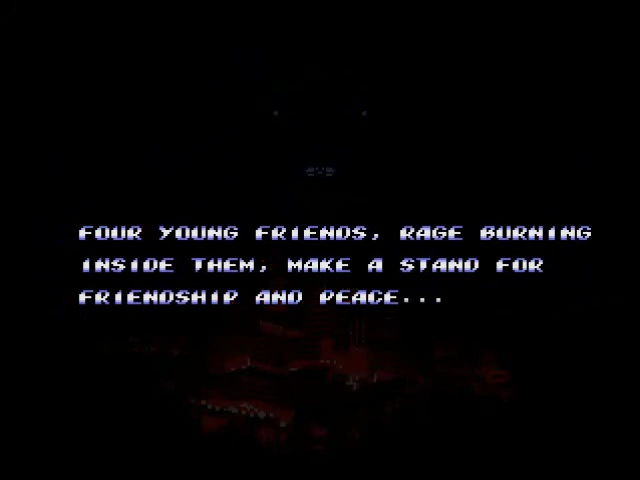 FOUR YOUNG FRIENDS, RAGE BURNING
INSIDE THEM, MAKE A STAND FOR
FRIENDSHIP AND PEACE...